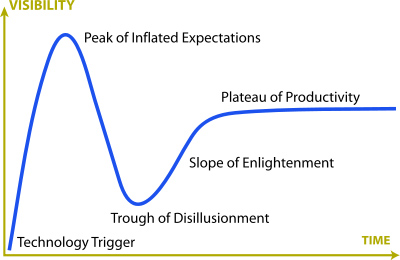 VISIBILITY
Peak of Inflated Expectations
Plateau of Productivity
Slope of Enlightenment
Trough of Disillusionment
Technology Trigger
TIME